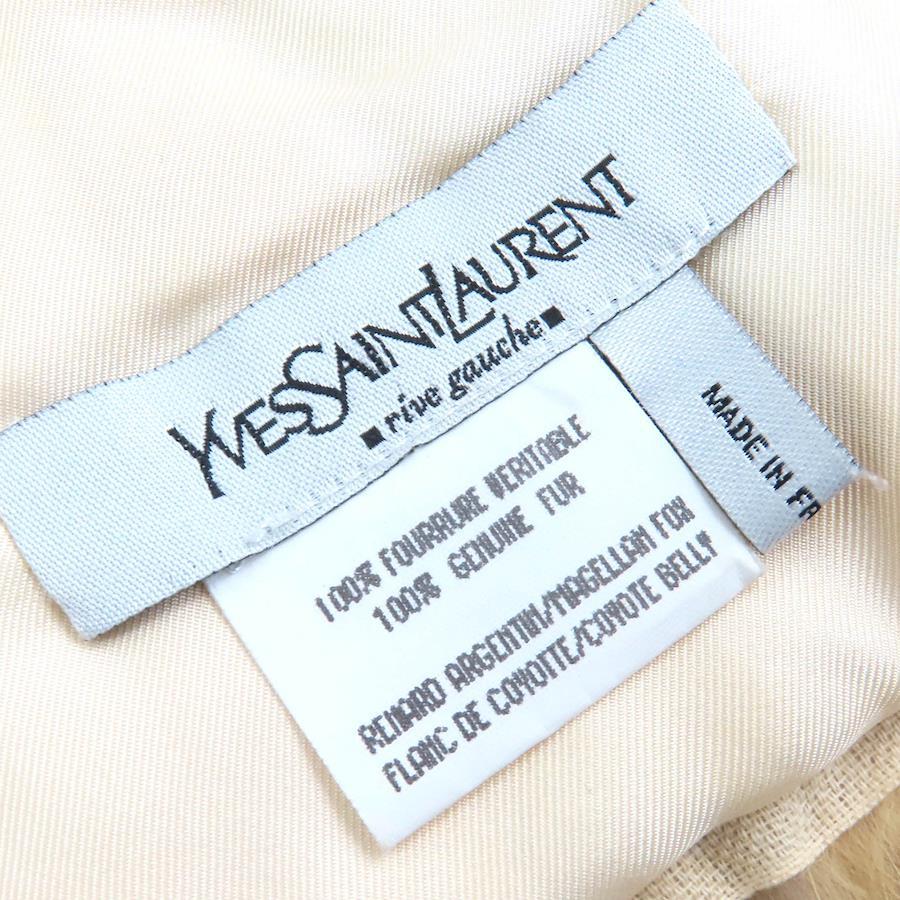 YVESSAINTLAURENT
rive gauche
100% FOURRURE VERITABLE
100% GENUINE FUR
RENARD ARGENTIN/MAGELLAN FOX
FLANC DE COYOTTE/COYOTE BELLY
MADE IN FR